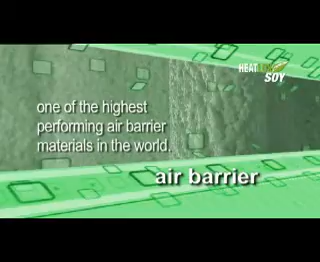 HEAT
SOY
one of the highest
performing air barrier
materials in the world.
air barrier